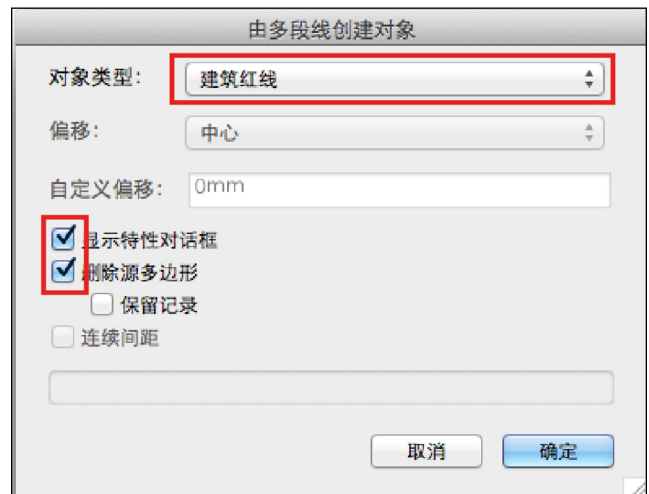 由多段线创建对象
对象类型: 建筑红线
偏移: 中心
自定义偏移: 0mm
显示特性对话框
删除源多边形
保留记录
连续间距
取消 确定